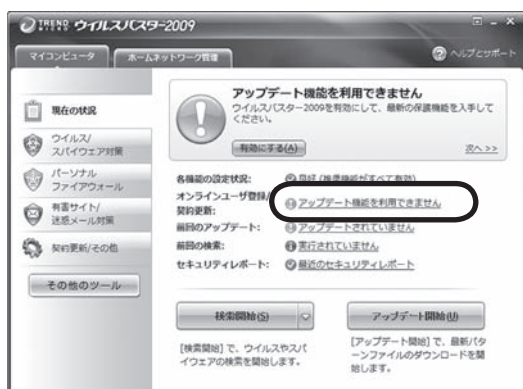 TREND MICRO ウイルスバスター2009
マイコンピュータ
ホームネットワーク管理
ヘルプとサポート
現在の状況
ウイルス/
スパイウェア対策
パーソナル
ファイアウォール
有害サイト/
迷惑メール対策
契約更新/その他
その他のツール
アップデート機能を利用できません
ウイルスバスター2009を有効にして、最新の保護機能を入手して
ください。
有効にする(A)
次へ >>
各機能の設定状況:
良好 (推奨機能がすべて有効)
オンラインユーザ登録/
契約更新:
アップデート機能を利用できません
前回のアップデート:
アップデートされていません
前回の検索:
実行されていません
セキュリティレポート:
最近のセキュリティレポート
検索開始(S)
アップデート開始(U)
[検索開始] で、ウイルスやスパ
イウェアの検索を開始します。
[アップデート開始] で、最新パタ
ーンファイルのダウンロードを開
始します。